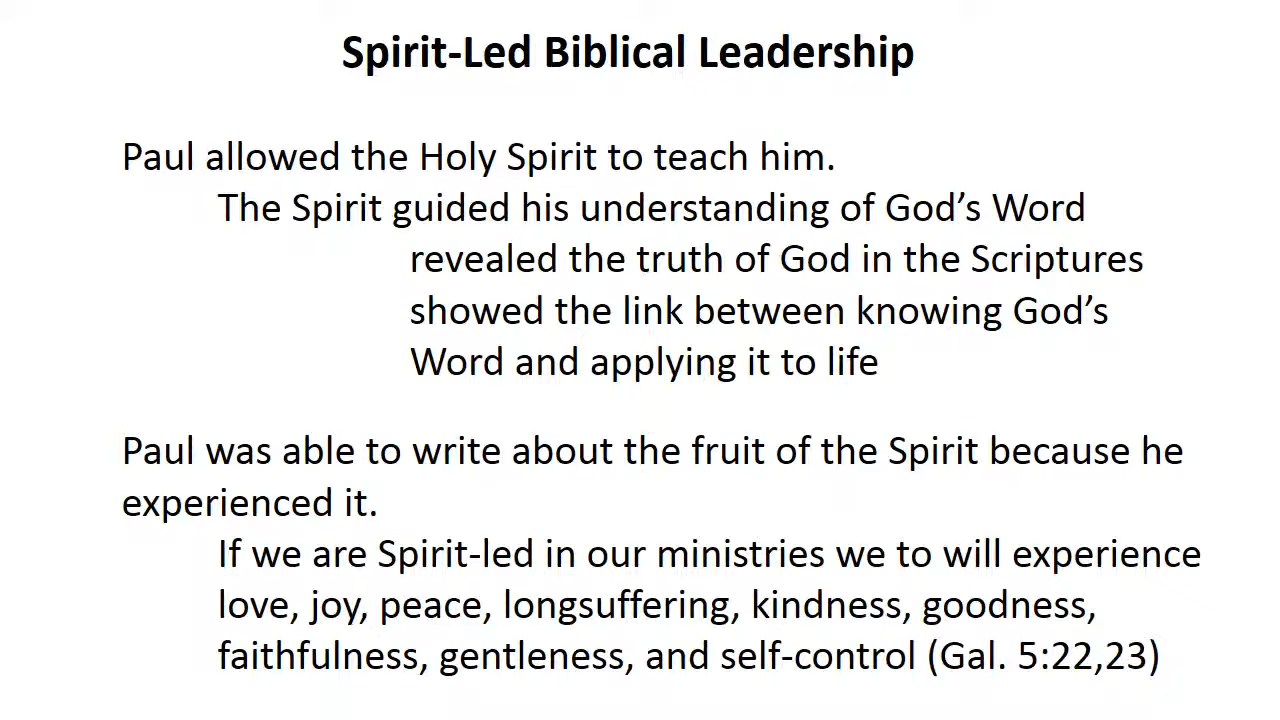 Spirit-Led Biblical Leadership
Paul allowed the Holy Spirit to teach him.
The Spirit guided his understanding of God’s Word
revealed the truth of God in the Scriptures
showed the link between knowing God’s
Word and applying it to life
Paul was able to write about the fruit of the Spirit because he
experienced it.
If we are Spirit-led in our ministries we to will experience
love, joy, peace, longsuffering, kindness, goodness,
faithfulness, gentleness, and self-control (Gal. 5:22,23)